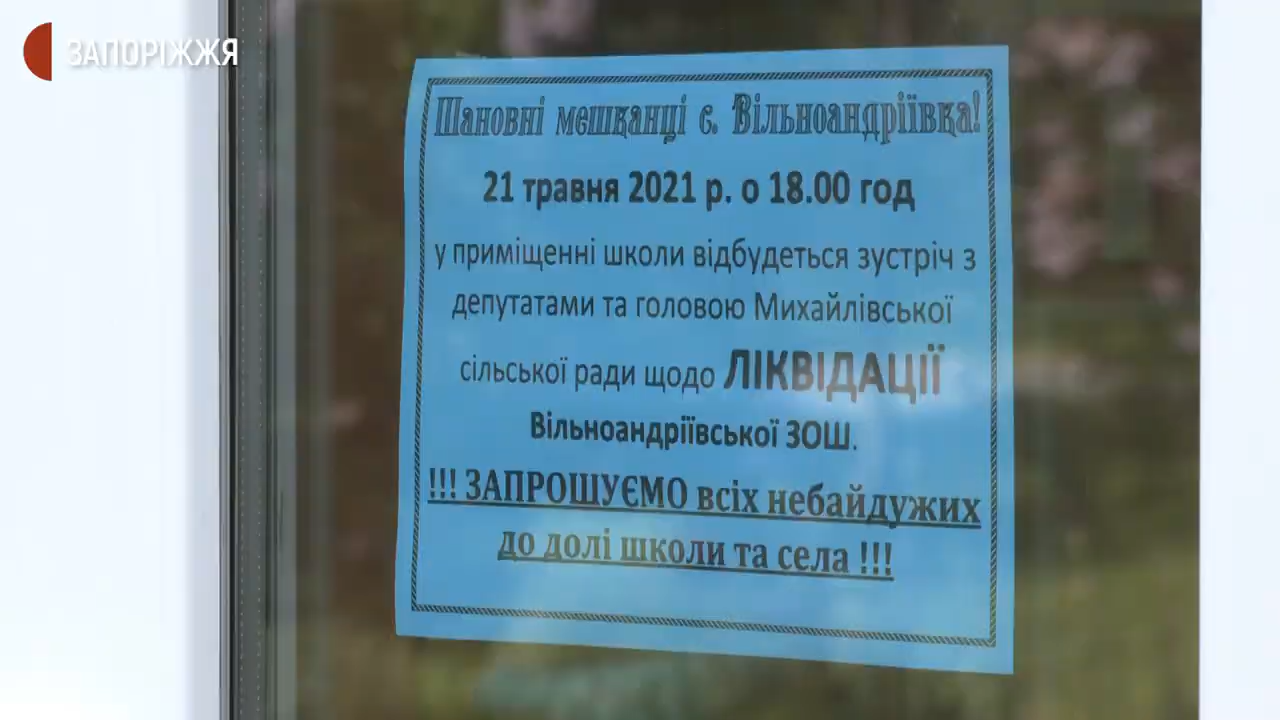 ЗАПОРІЖЖЯ
Шановні мешканці с. Вільноандріївка!
21 травня 2021 р. о 18.00 год
у приміщенні школи відбудеться зустріч з
депутатами та головою Михайлівської
сільської ради щодо ЛІКВІДАЦІЇ
Вільноандріївської ЗОШ.
!!! ЗАПРОШУЄМО всіх небайдужих
до долі школи та села !!!